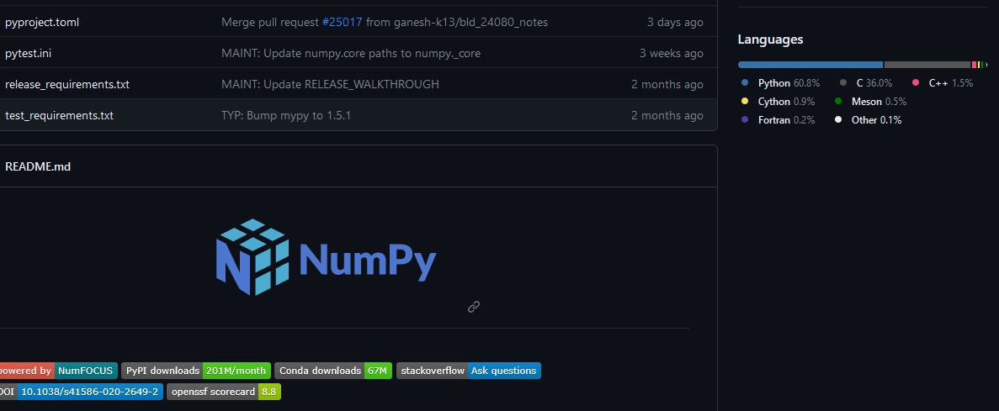 pyproject.toml Merge pull request #25017 from ganesh-k13/bld_24080_notes 3 days ago
pytest.ini MAINT: Update numpy.core paths to numpy._core 3 weeks ago
release_requirements.txt MAINT: Update RELEASE_WALKTHROUGH 2 months ago
test_requirements.txt TYP: Bump mypy to 1.5.1 2 months ago
README.md
NumPy
powered by NumFOCUS PyPI downloads 201M/month Conda downloads 67M stackoverflow Ask questions
DOI 10.1038/s41586-020-2649-2 openssf scorecard 8.8
Languages
Python 60.8% C 36.0% C++ 1.5%
Cython 0.9% Meson 0.5%
Fortran 0.2% Other 0.1%